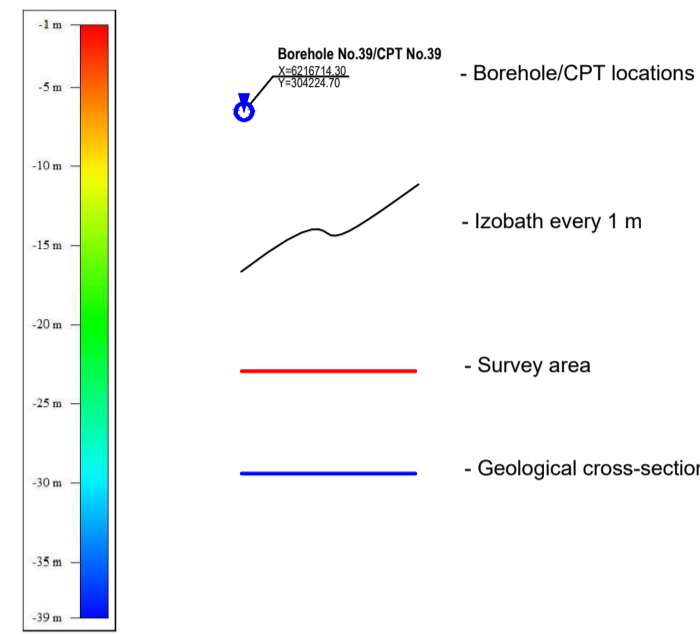 -1 m
-5 m
-10 m
-15 m
-20 m
-25 m
-30 m
-35 m
-39 m
Borehole No.39/CPT No.39
X=6216714.30
Y=304224.70
- Borehole/CPT locations
- Izobath every 1 m
- Survey area
- Geological cross-section